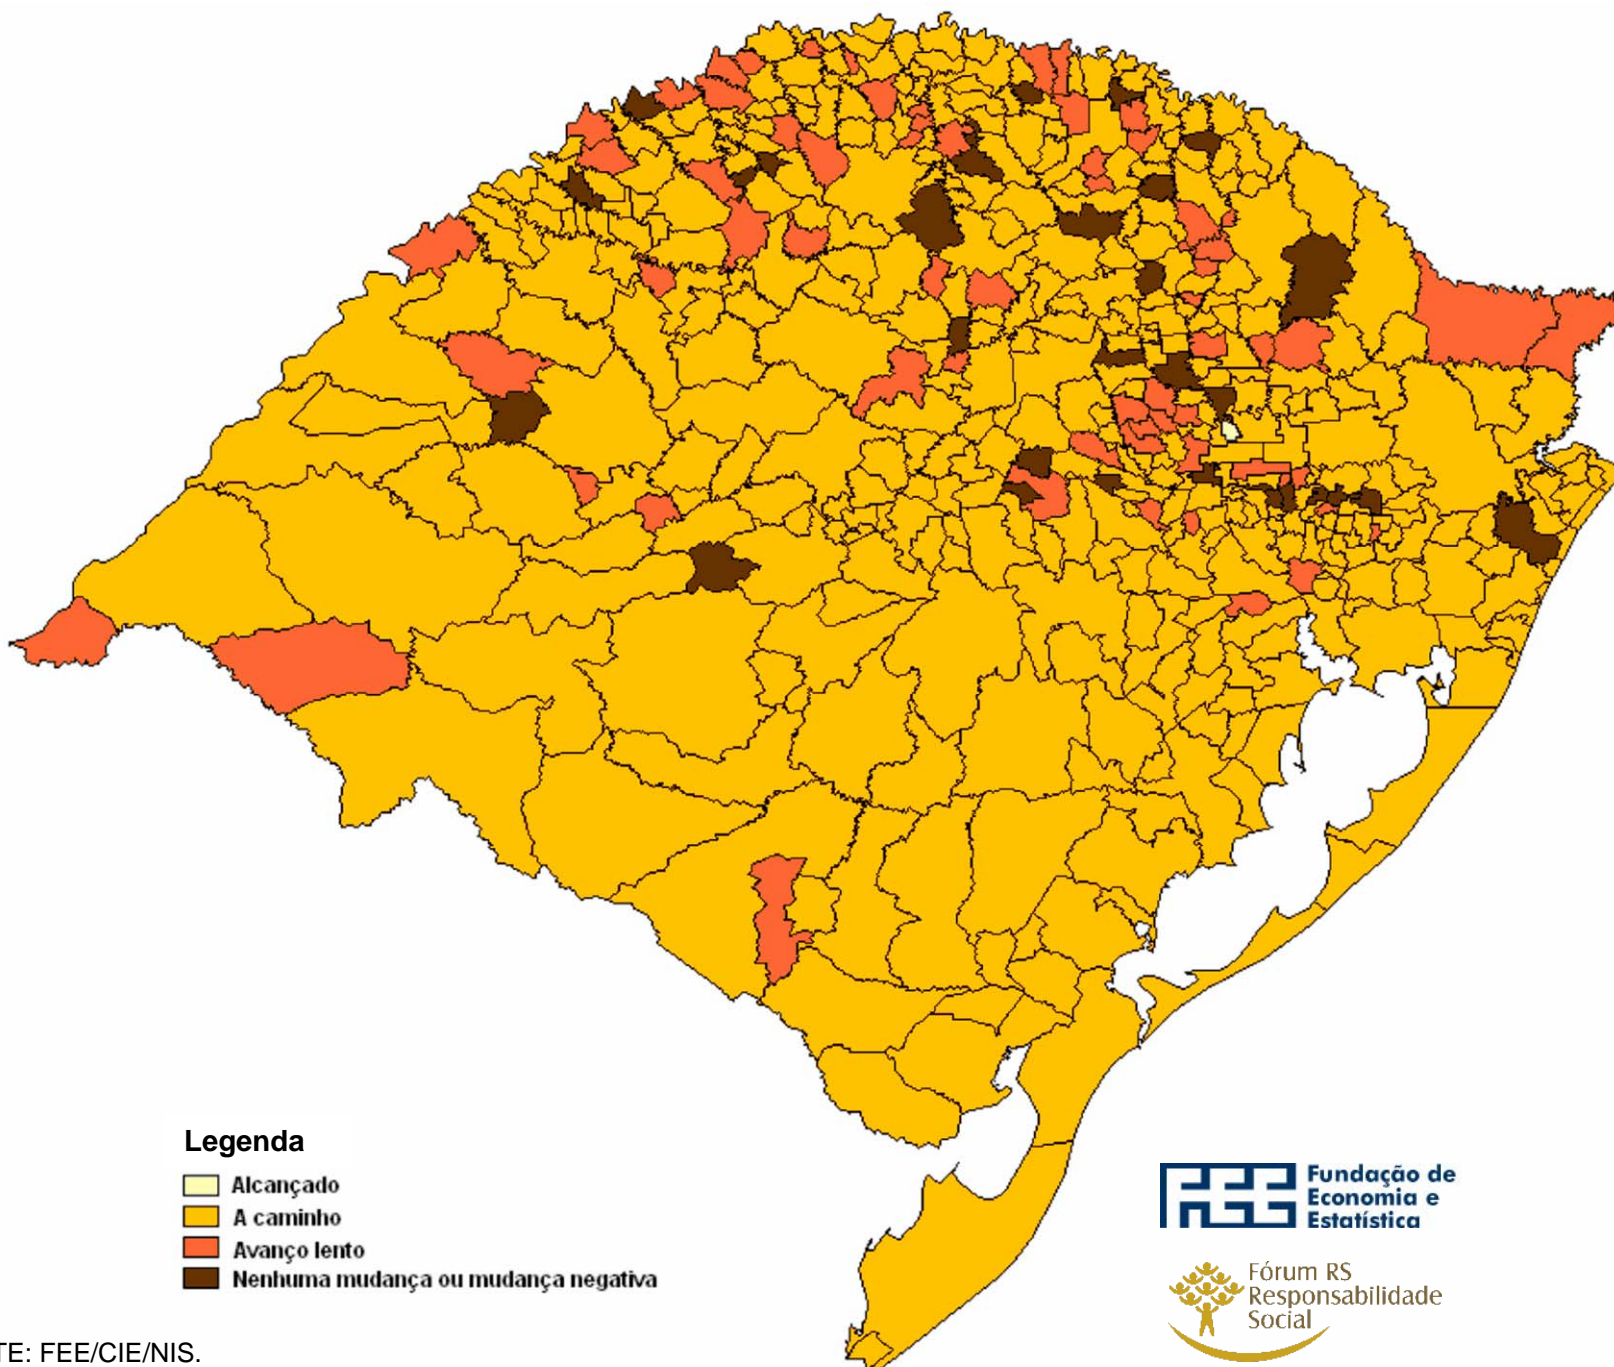 Legenda
Alcançado
A caminho
Avanço lento
Nenhuma mudança ou mudança negativa
FEE Fundação de
Economia e
Estatística
Fórum RS
Responsabilidade
Social
TE: FEE/CIE/NIS.